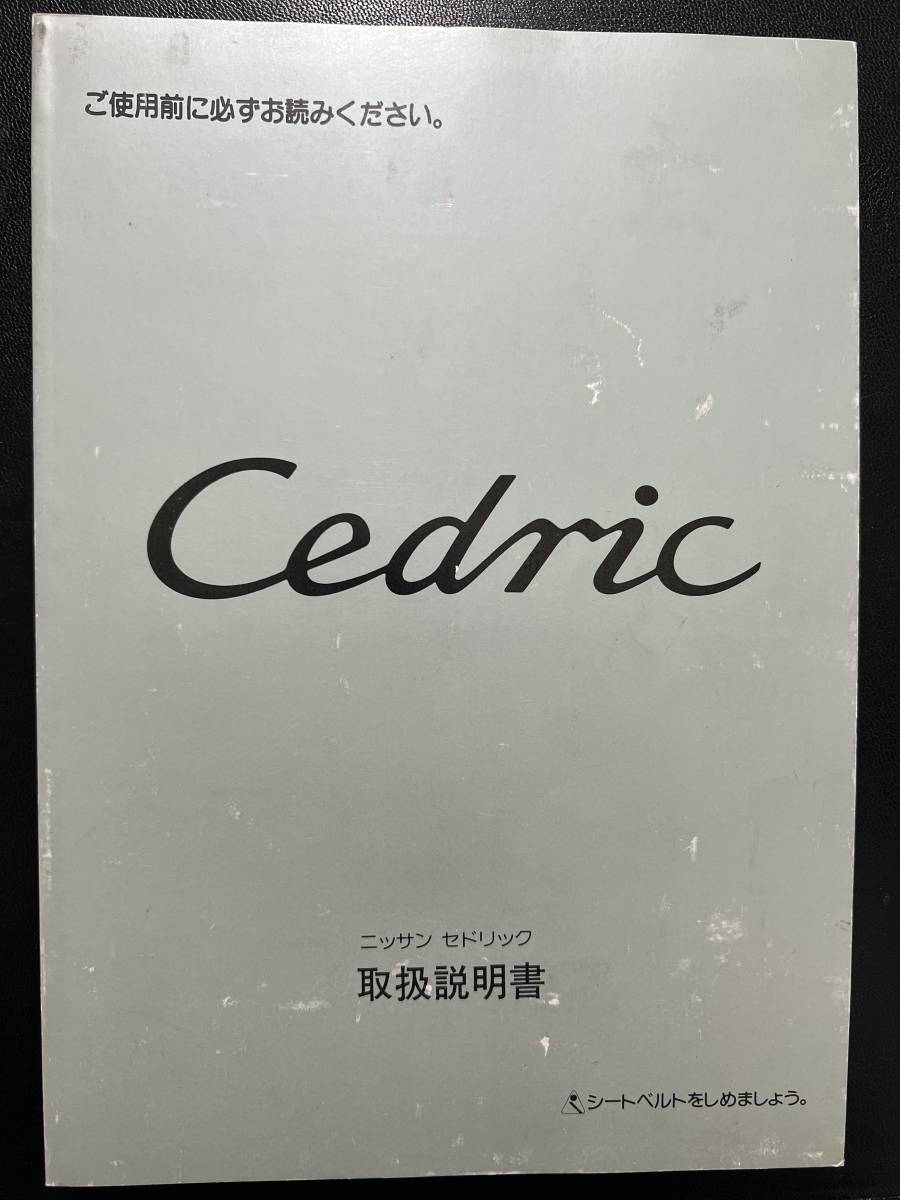 ご使用前に必ずお読みください。
Cedric
ニッサン セドリック
取扱説明書
シートベルトをしめましょう。